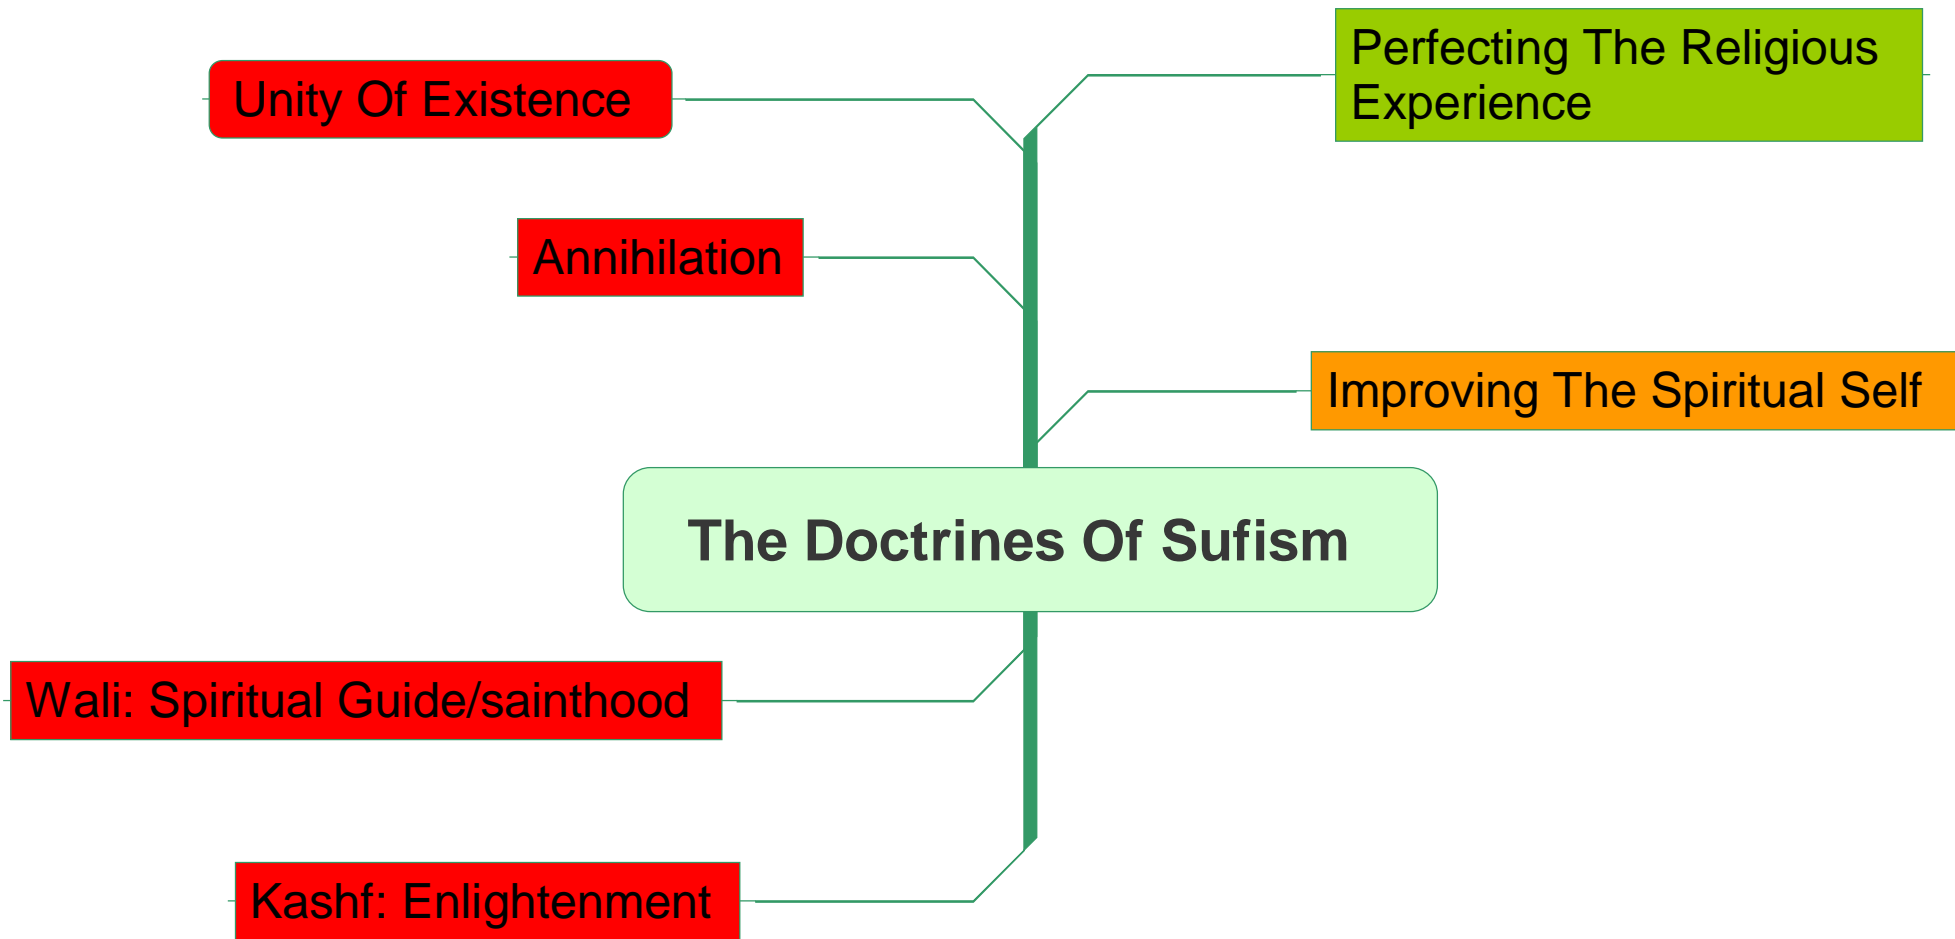 Perfecting The Religious
Experience
Unity Of Existence
Annihilation
Improving The Spiritual Self
The Doctrines Of Sufism
Wali: Spiritual Guide/sainthood
Kashf: Enlightenment